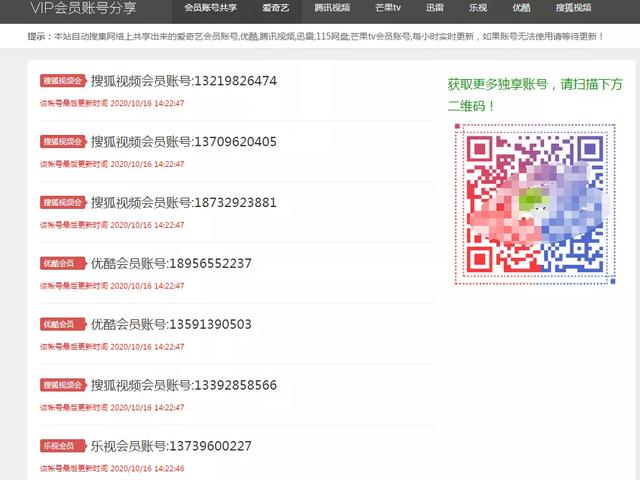 VIP会员账号分享
会员账号共享 爱奇艺 腾讯视频 芒果tv 迅雷 乐视 优酷 搜狐视频
提示：本站自动搜集网络上共享出来的爱奇艺会员账号,优酷,腾讯视频,迅雷,115网盘,芒果tv会员账号,每小时实时更新，如果账号无法使用请等待更新！
搜狐视频会 搜狐视频会员账号:13219826474
该帐号最后更新时间 2020/10/16 14:22:47
搜狐视频会 搜狐视频会员账号:13709620405
该帐号最后更新时间 2020/10/16 14:22:47
搜狐视频会 搜狐视频会员账号:18732923881
该帐号最后更新时间 2020/10/16 14:22:47
优酷会员 优酷会员账号:18956552237
该帐号最后更新时间 2020/10/16 14:22:47
优酷会员 优酷会员账号:13591390503
该帐号最后更新时间 2020/10/16 14:22:47
搜狐视频会 搜狐视频会员账号:13392858566
该帐号最后更新时间 2020/10/16 14:22:47
乐视会员 乐视会员账号:13739600227
该帐号最后更新时间 2020/10/16 14:22:46
获取更多独享账号，请扫描下方
二维码！